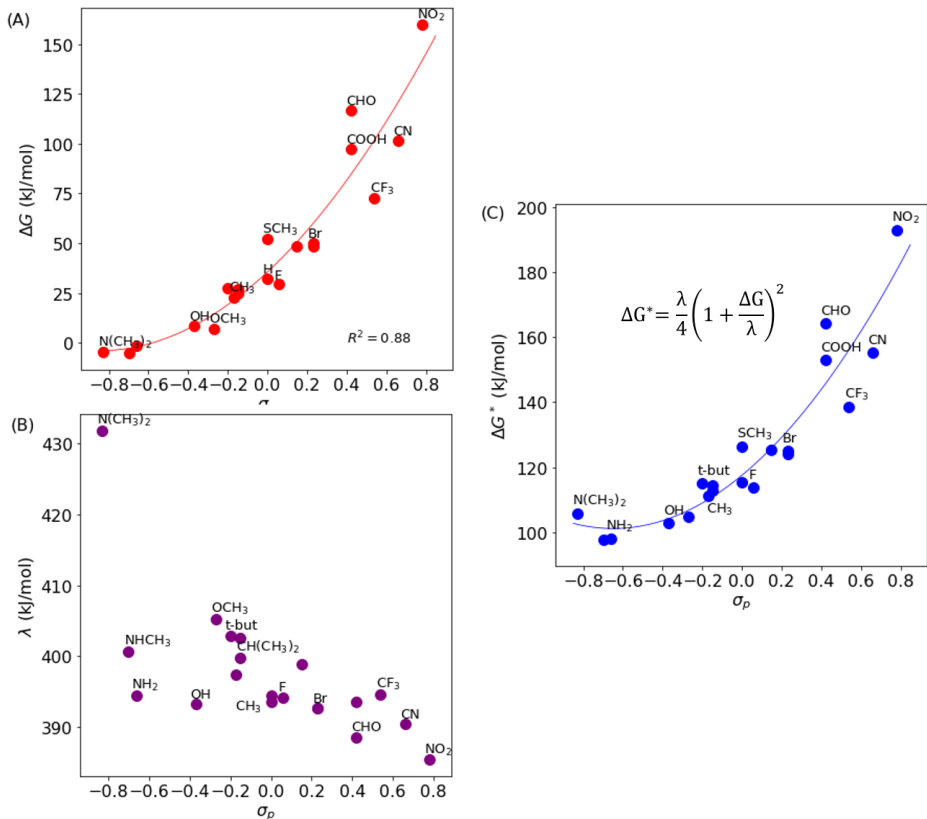 (A)
ΔG (kJ/mol)
150
125
100
75
50
25
0
NO₂
CHO
CN
COOH
CF₃
SCH₃
Br
H
F
CH₃
OH
OCH₃
N(CH₃)₂
R² = 0.88
−0.8 −0.6 −0.4 −0.2 0.0 0.2 0.4 0.6 0.8
σ
(B)
λ (kJ/mol)
430
420
410
400
390
N(CH₃)₂
OCH₃
t-but
NHCH₃
CH(CH₃)₂
NH₂
OH
CH₃
F
Br
CF₃
CHO
CN
NO₂
−0.8 −0.6 −0.4 −0.2 0.0 0.2 0.4 0.6 0.8
σₚ
(C)
ΔG* (kJ/mol)
200
180
160
140
120
100
NO₂
ΔG*= λ/4 (1 + ΔG/λ)²
CHO
COOH
CN
CF₃
SCH₃
Br
t-but
F
CH₃
N(CH₃)₂
OH
NH₂
−0.8 −0.6 −0.4 −0.2 0.0 0.2 0.4 0.6 0.8
σₚ